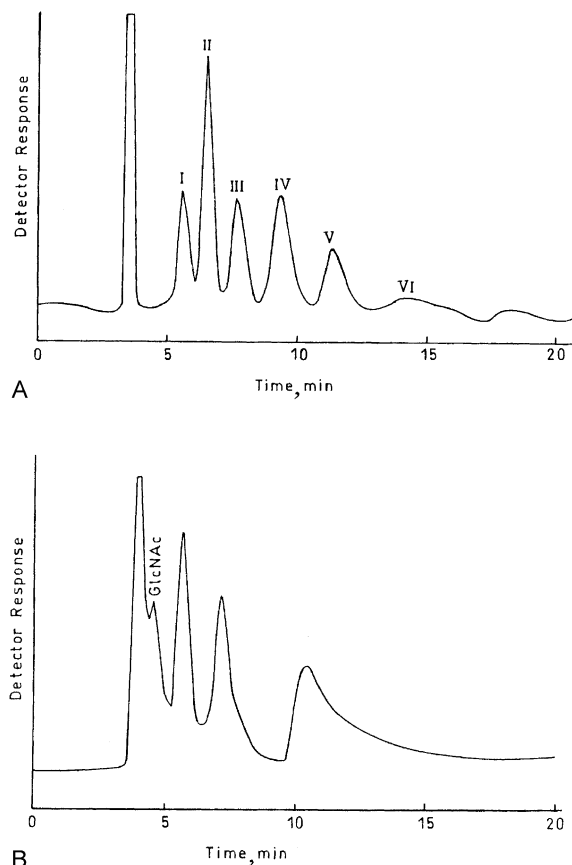 Detector Response
I
II
III
IV
V
VI
0 5 10 15 20
Time, min
A
Detector Response
GlcNAc
0 5 10 15 20
Time, min
B